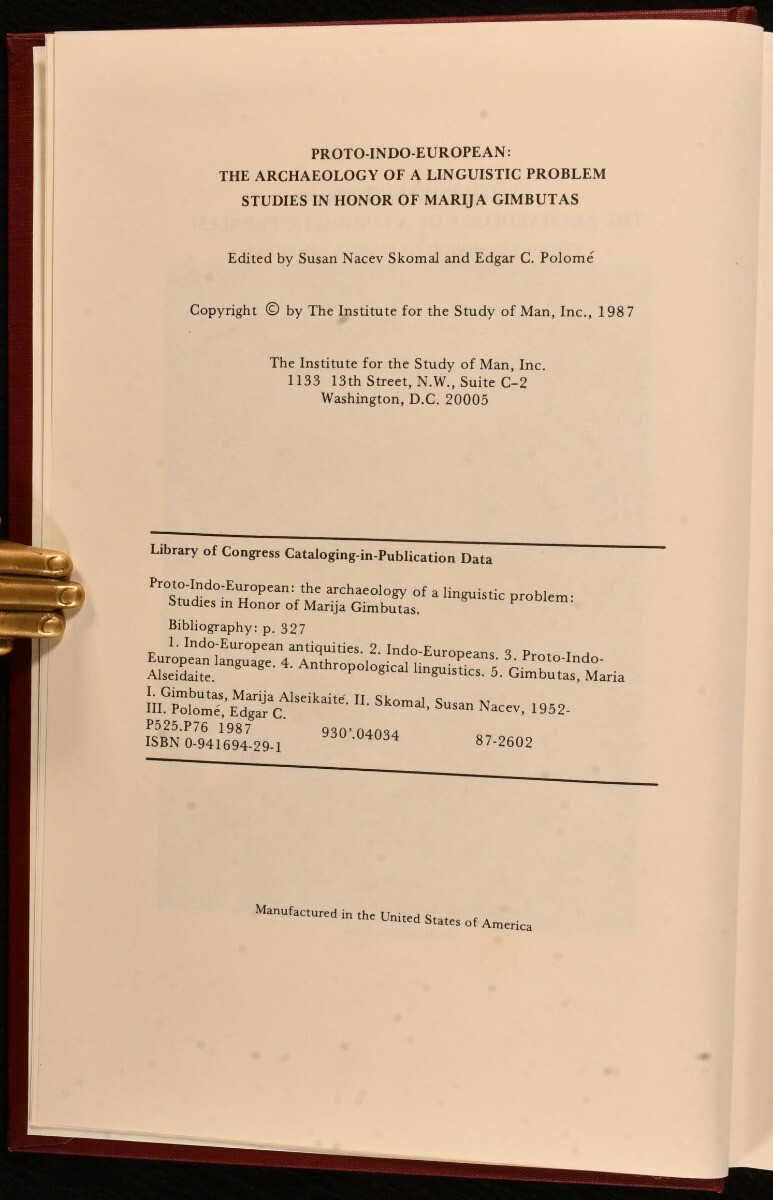 PROTO-INDO-EUROPEAN:
THE ARCHAEOLOGY OF A LINGUISTIC PROBLEM
STUDIES IN HONOR OF MARIJA GIMBUTAS
Edited by Susan Nacev Skomal and Edgar C. Polomé
Copyright © by The Institute for the Study of Man, Inc., 1987
The Institute for the Study of Man, Inc.
1133 13th Street, N.W., Suite C-2
Washington, D.C. 20005
Library of Congress Cataloging-in-Publication Data
Proto-Indo-European: the archaeology of a linguistic problem:
Studies in Honor of Marija Gimbutas.
Bibliography: p. 327
1. Indo-European antiquities. 2. Indo-Europeans. 3. Proto-Indo-
European language. 4. Anthropological linguistics. 5. Gimbutas, Maria
Alseidaite.
I. Gimbutas, Marija Alseikaité. II. Skomal, Susan Nacev, 1952-
III. Polomé, Edgar C.
P525.P76 1987 930'.04034 87-2602
ISBN 0-941694-29-1
Manufactured in the United States of America